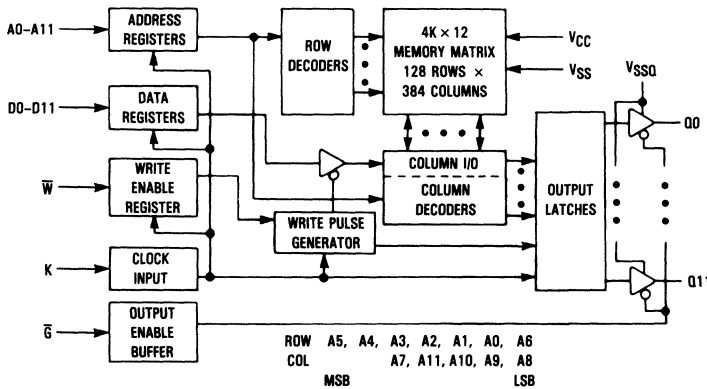 A0-A11
ADDRESS
REGISTERS
ROW
DECODERS
4K × 12
MEMORY MATRIX
128 ROWS ×
384 COLUMNS
VCC
VSS
VSSQ
D0-D11
DATA
REGISTERS
Q0
W
WRITE
ENABLE
REGISTER
COLUMN I/O
COLUMN
DECODERS
OUTPUT
LATCHES
WRITE PULSE
GENERATOR
K
CLOCK
INPUT
Q11
G
OUTPUT
ENABLE
BUFFER
ROW A5, A4, A3, A2, A1, A0, A6
COL A7, A11, A10, A9, A8
MSB LSB